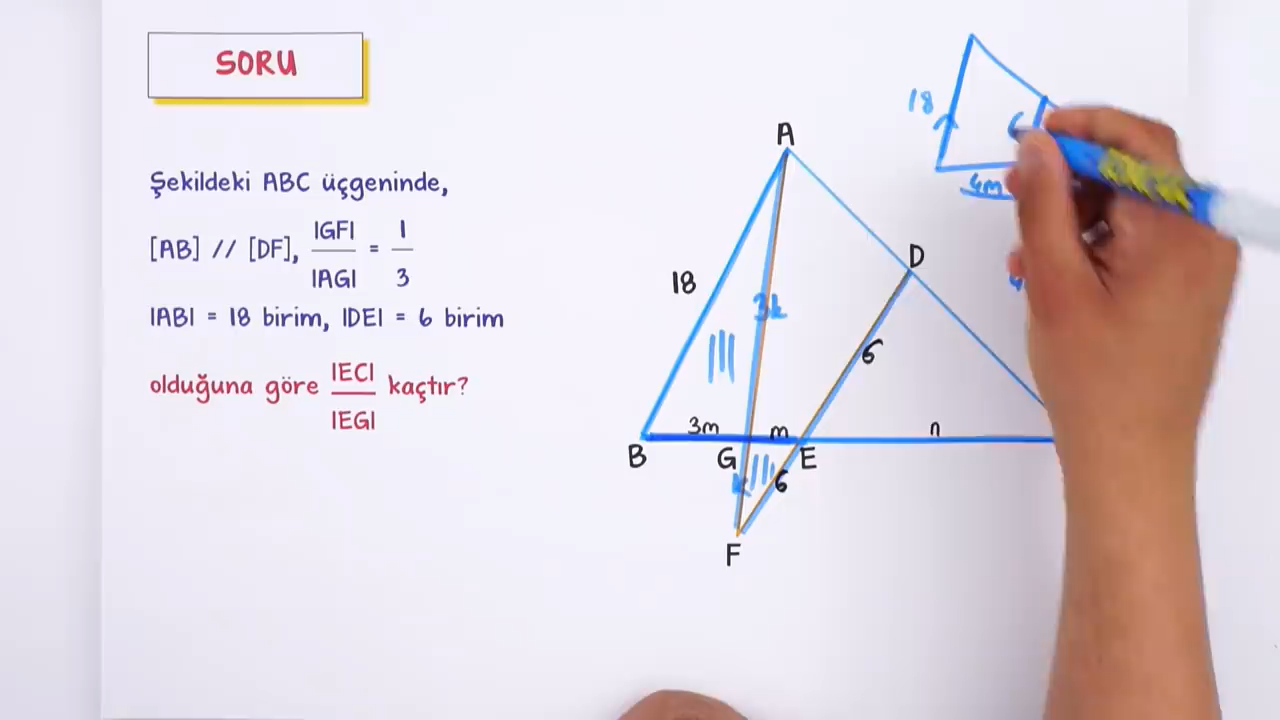 SORU
Şekildeki ABC üçgeninde,
[AB] // [DF], |GF| / |AG| = 1 / 3
|AB| = 18 birim, |DE| = 6 birim
olduğuna göre |EC| / |EG| kaçtır?
18
4m
A
D
18
3k
6
3m
m
n
B
G
E
k
6
F